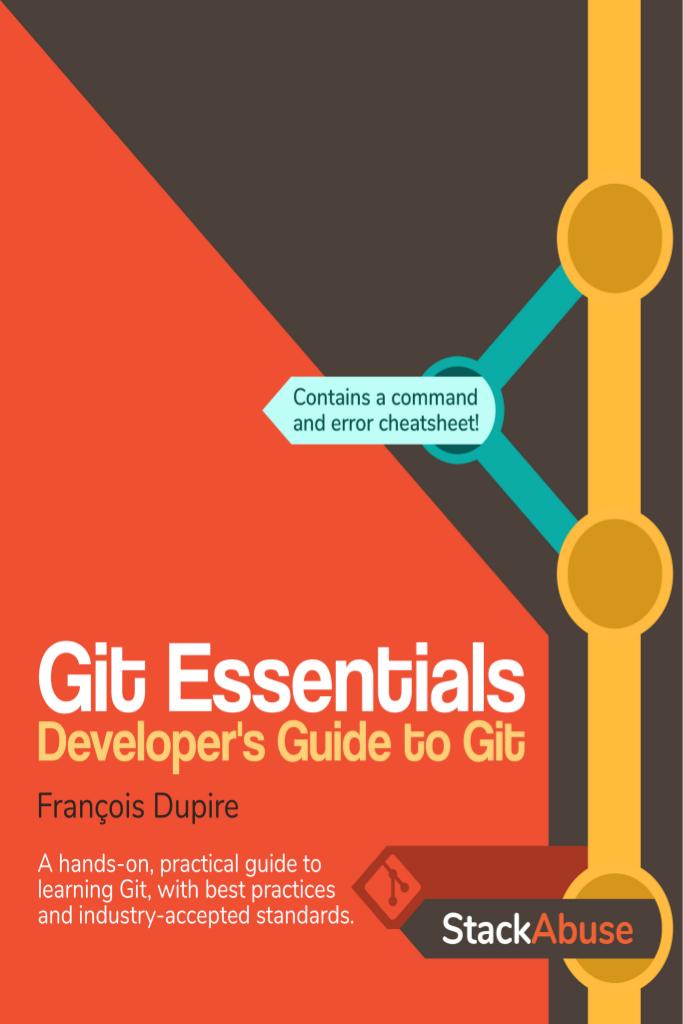 Contains a command
and error cheatsheet!
Git Essentials
Developer's Guide to Git
François Dupire
A hands-on, practical guide to
learning Git, with best practices
and industry-accepted standards.
StackAbuse